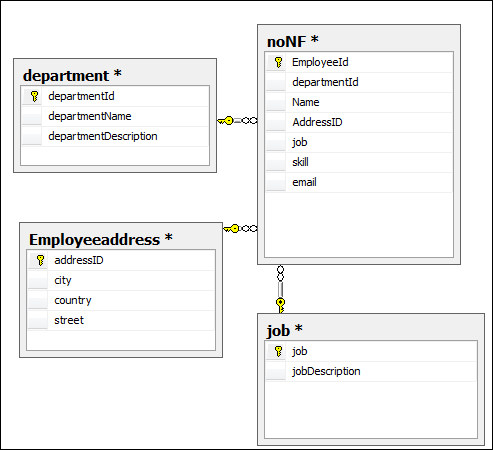 department *
departmentId
departmentName
departmentDescription
noNF *
EmployeeId
departmentId
Name
AddressID
job
skill
email
Employeeaddress *
addressID
city
country
street
job *
job
jobDescription